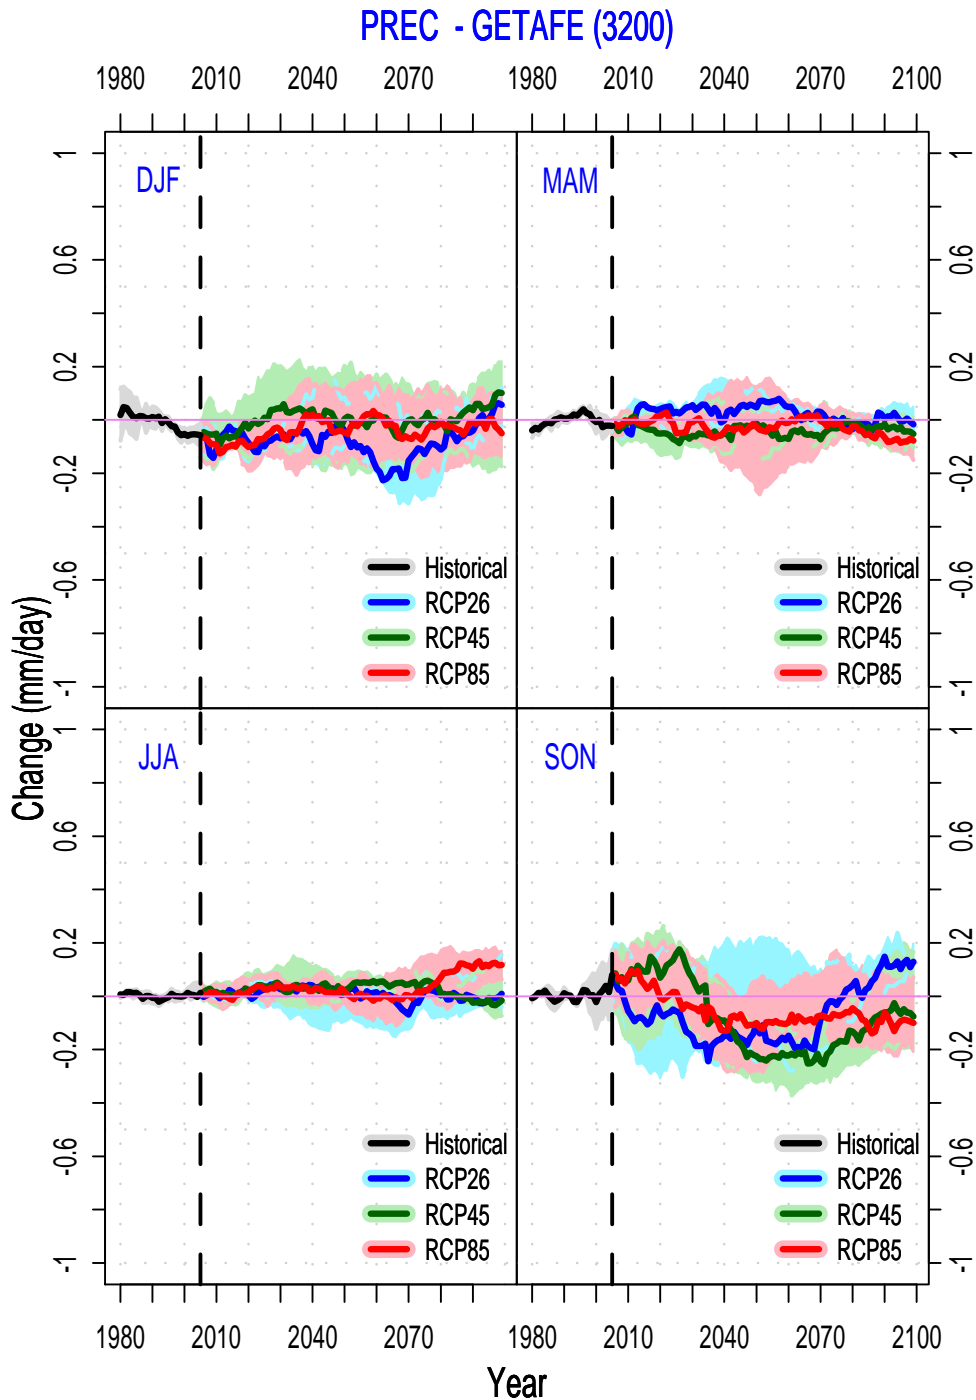 PREC - GETAFE (3200)
1980 2010 2040 2070 1980 2010 2040 2070 2100
DJF
MAM
1 0.6 0.2 -0.2 -0.6 -1
1 0.6 0.2 -0.2 -0.6 -1
Historical
RCP26
RCP45
RCP85
Historical
RCP26
RCP45
RCP85
Change (mm/day)
JJA
SON
1 0.6 0.2 -0.2 -0.6 -1
1 0.6 0.2 -0.2 -0.6 -1
Historical
RCP26
RCP45
RCP85
Historical
RCP26
RCP45
RCP85
1980 2010 2040 2070 1980 2010 2040 2070 2100
Year